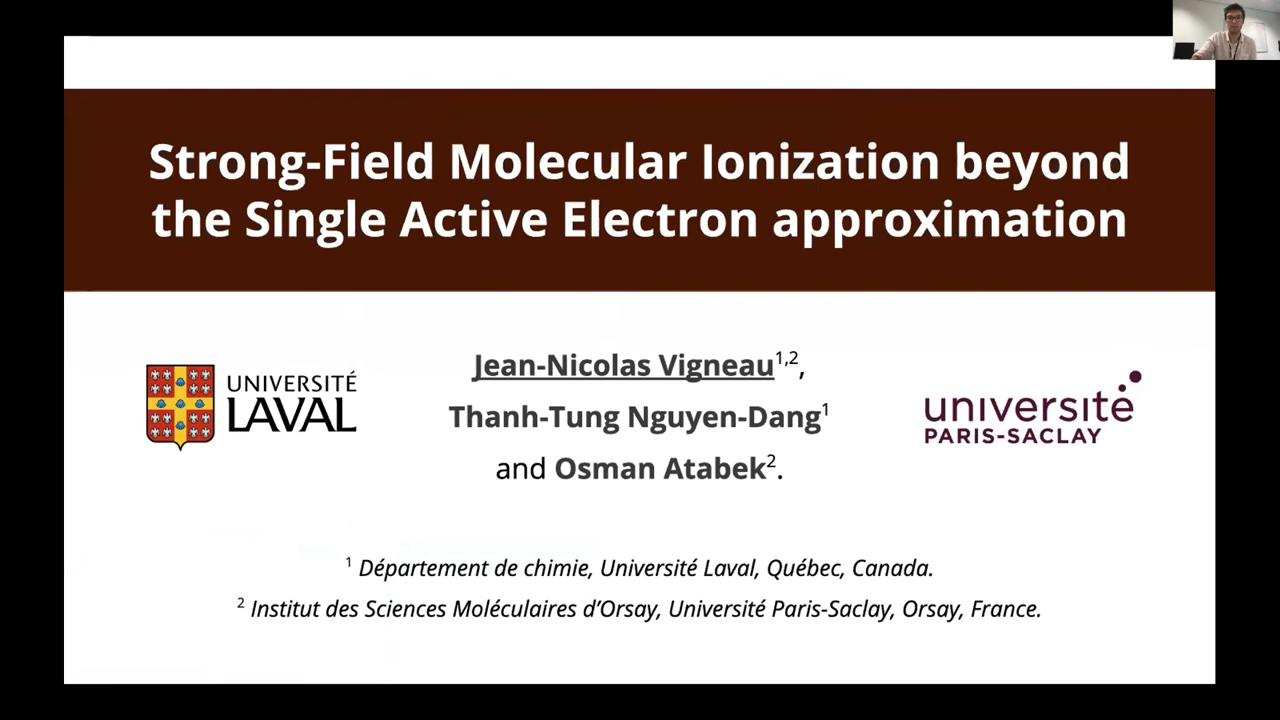 Strong-Field Molecular Ionization beyond
the Single Active Electron approximation
UNIVERSITÉ
LAVAL
Jean-Nicolas Vigneau¹,²,
Thanh-Tung Nguyen-Dang¹
and Osman Atabek².
université
PARIS-SACLAY
¹ Département de chimie, Université Laval, Québec, Canada.
² Institut des Sciences Moléculaires d’Orsay, Université Paris-Saclay, Orsay, France.